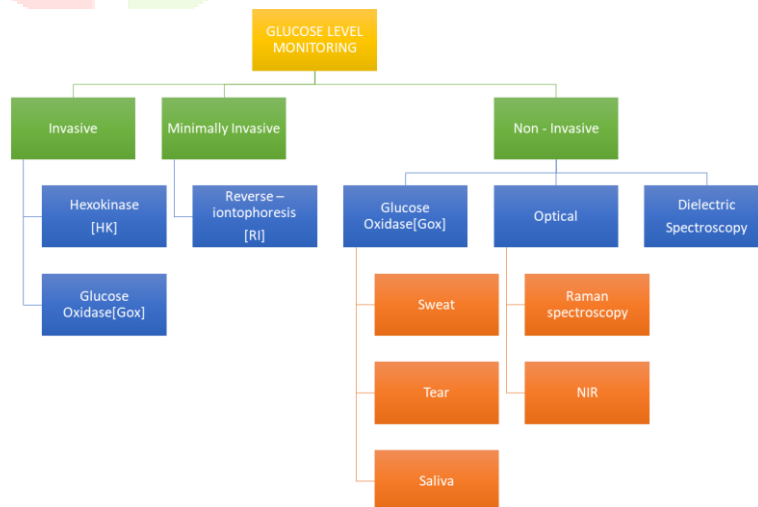 GLUCOSE LEVEL
MONITORING
Invasive
Minimally Invasive
Non - Invasive
Hexokinase
[HK]
Reverse –
iontophoresis
[RI]
Glucose
Oxidase[Gox]
Optical
Dielectric
Spectroscopy
Glucose
Oxidase[Gox]
Sweat
Raman
spectroscopy
Tear
NIR
Saliva